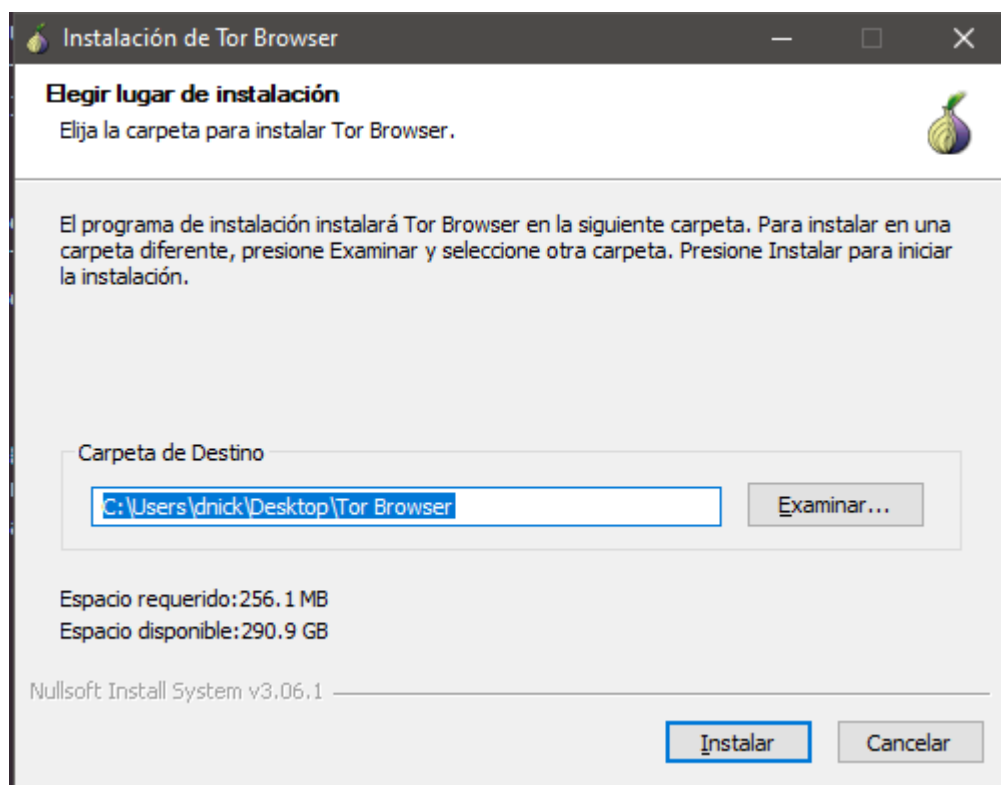 Instalación de Tor Browser
Elegir lugar de instalación
Elija la carpeta para instalar Tor Browser.
El programa de instalación instalará Tor Browser en la siguiente carpeta. Para instalar en una
carpeta diferente, presione Examinar y seleccione otra carpeta. Presione Instalar para iniciar
la instalación.
Carpeta de Destino
C:\Users\dnick\Desktop\Tor Browser
Examinar...
Espacio requerido:256.1 MB
Espacio disponible:290.9 GB
Nullsoft Install System v3.06.1
Instalar
Cancelar